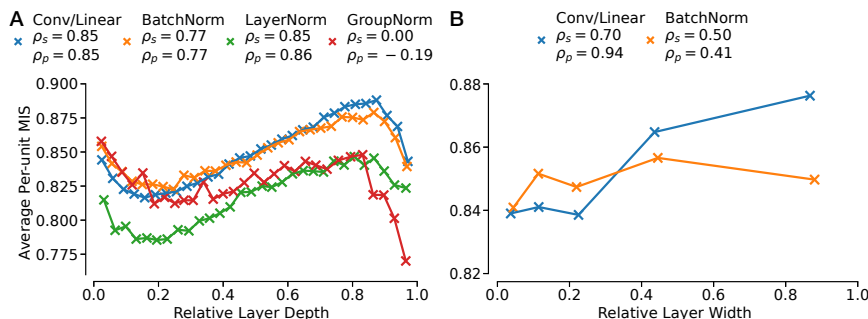 A
Conv/Linear BatchNorm LayerNorm GroupNorm
ρs = 0.85 ρs = 0.77 ρs = 0.85 ρs = 0.00
ρp = 0.85 ρp = 0.77 ρp = 0.86 ρp = −0.19
Average Per-unit MIS
0.900
0.875
0.850
0.825
0.800
0.775
0.0 0.2 0.4 0.6 0.8 1.0
Relative Layer Depth
B
Conv/Linear BatchNorm
ρs = 0.70 ρs = 0.50
ρp = 0.94 ρp = 0.41
0.88
0.86
0.84
0.82
0.0 0.2 0.4 0.6 0.8 1.0
Relative Layer Width